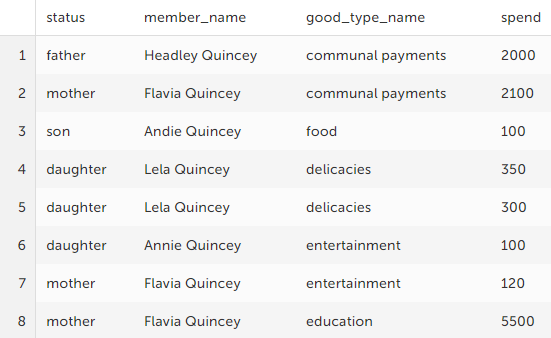 status member_name good_type_name spend
1 father Headley Quincey communal payments 2000
2 mother Flavia Quincey communal payments 2100
3 son Andie Quincey food 100
4 daughter Lela Quincey delicacies 350
5 daughter Lela Quincey delicacies 300
6 daughter Annie Quincey entertainment 100
7 mother Flavia Quincey entertainment 120
8 mother Flavia Quincey education 5500